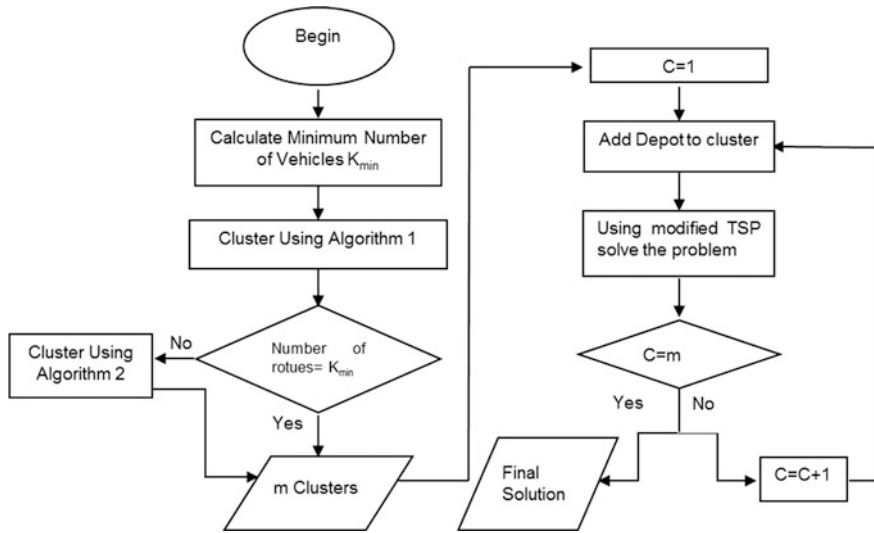 Begin
Calculate Minimum Number
of Vehicles Kmin
Cluster Using Algorithm 1
Number of
rotues= Kmin
No
Cluster Using
Algorithm 2
Yes
m Clusters
C=1
Add Depot to cluster
Using modified TSP
solve the problem
C=m
Yes
No
Final
Solution
C=C+1